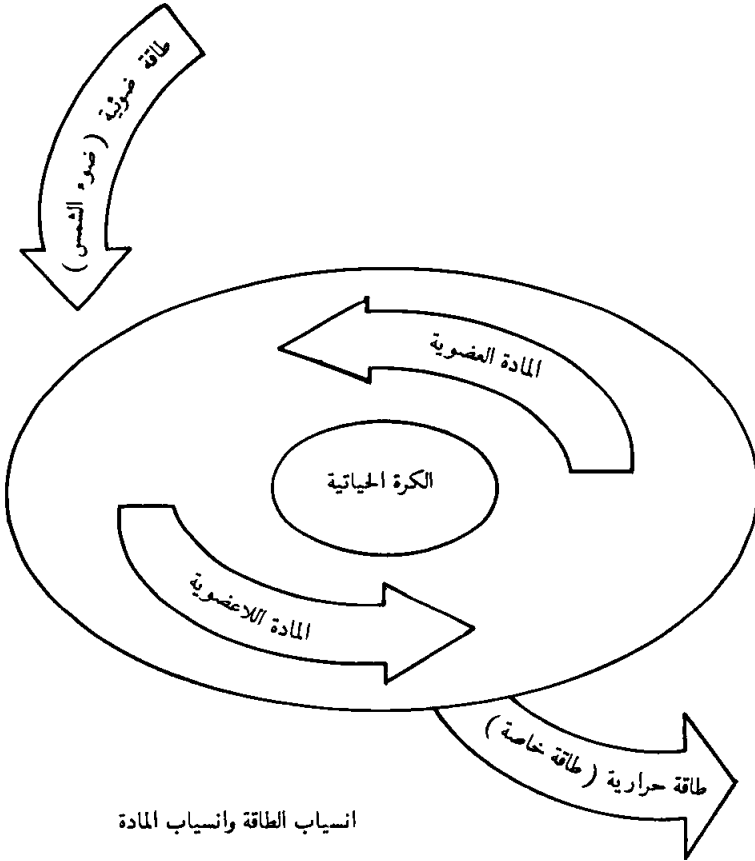 طاقة ضوئية (ضوء الشمس)
المادة العضوية
الكرة الحياتية
المادة اللاعضوية
طاقة حرارية (طاقة خاصة)
انسياب الطاقة وانسياب المادة